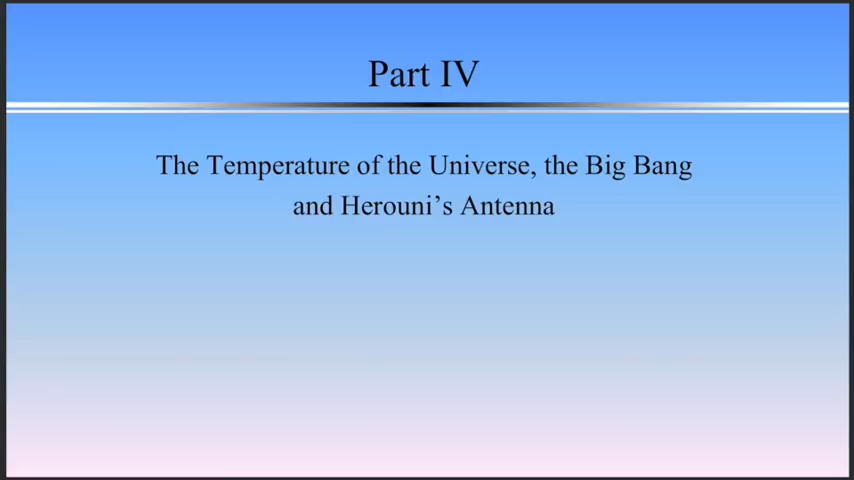 Part IV
The Temperature of the Universe, the Big Bang
and Herouni’s Antenna